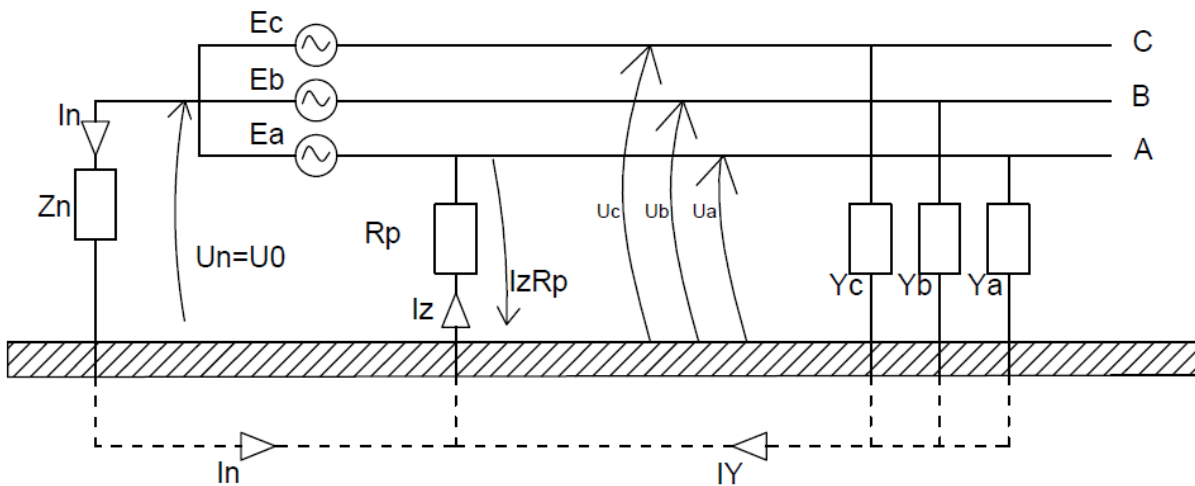 Ec
C
Eb
B
In
Ea
A
Zn
Uc Ub Ua
Rp
Un=U0
IzRp
Yc Yb Ya
Iz
In
IY